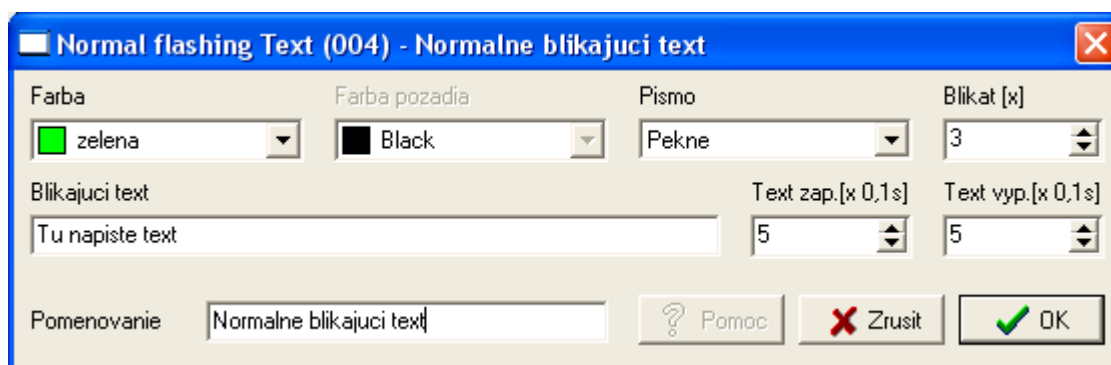 Normal flashing Text (004) - Normalne blikajuci text
Farba Farba pozadia Pismo Blikat [x]
zelena Black Pekne 3
Blikajuci text Text zap.[x 0,1s] Text vyp.[x 0,1s]
Tu napiste text 5 5
Pomenovanie Normalne blikajuci text Pomoc Zrusit OK